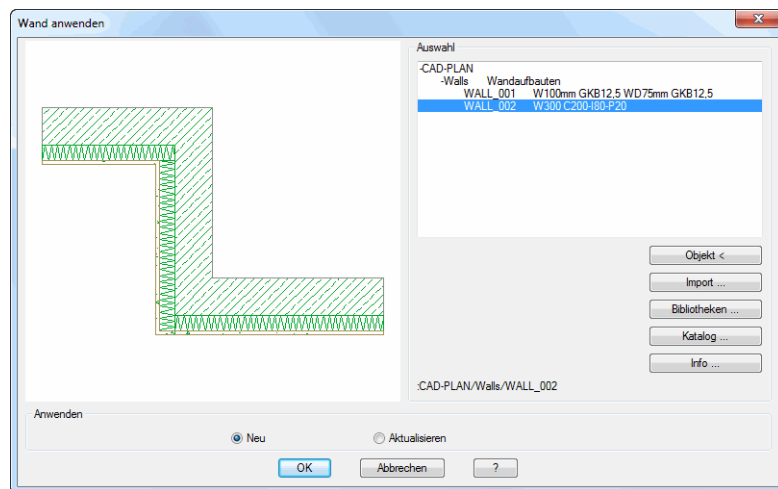 Wand anwenden
Auswahl
-CAD-PLAN
-Walls Wandaufbauten
WALL_001 W100mm GKB12,5 WD75mm GKB12,5
WALL_002 W300 C200-I80-P20
Objekt <
Import ...
Bibliotheken ...
Katalog ...
Info ...
:CAD-PLAN/Walls/WALL_002
Anwenden
Neu
Aktualisieren
OK
Abbrechen
?